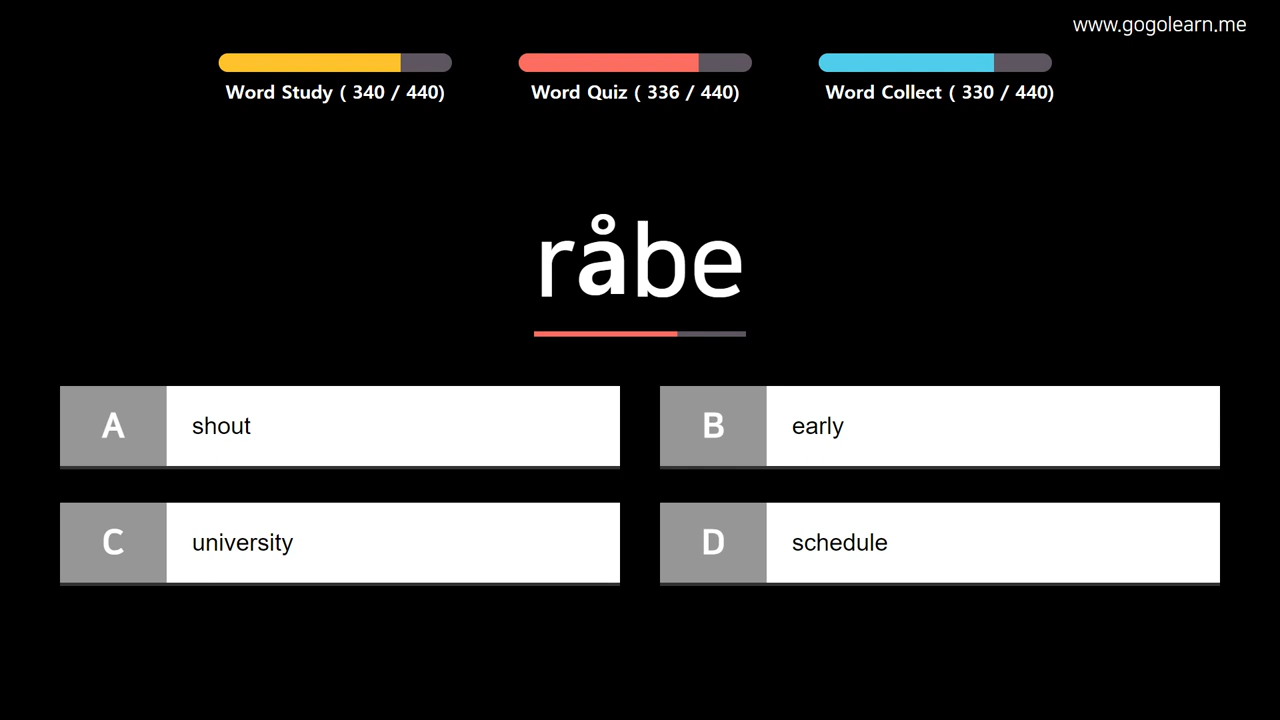 www.gogolearn.me
Word Study ( 340 / 440)
Word Quiz ( 336 / 440)
Word Collect ( 330 / 440)
råbe
A shout
B early
C university
D schedule